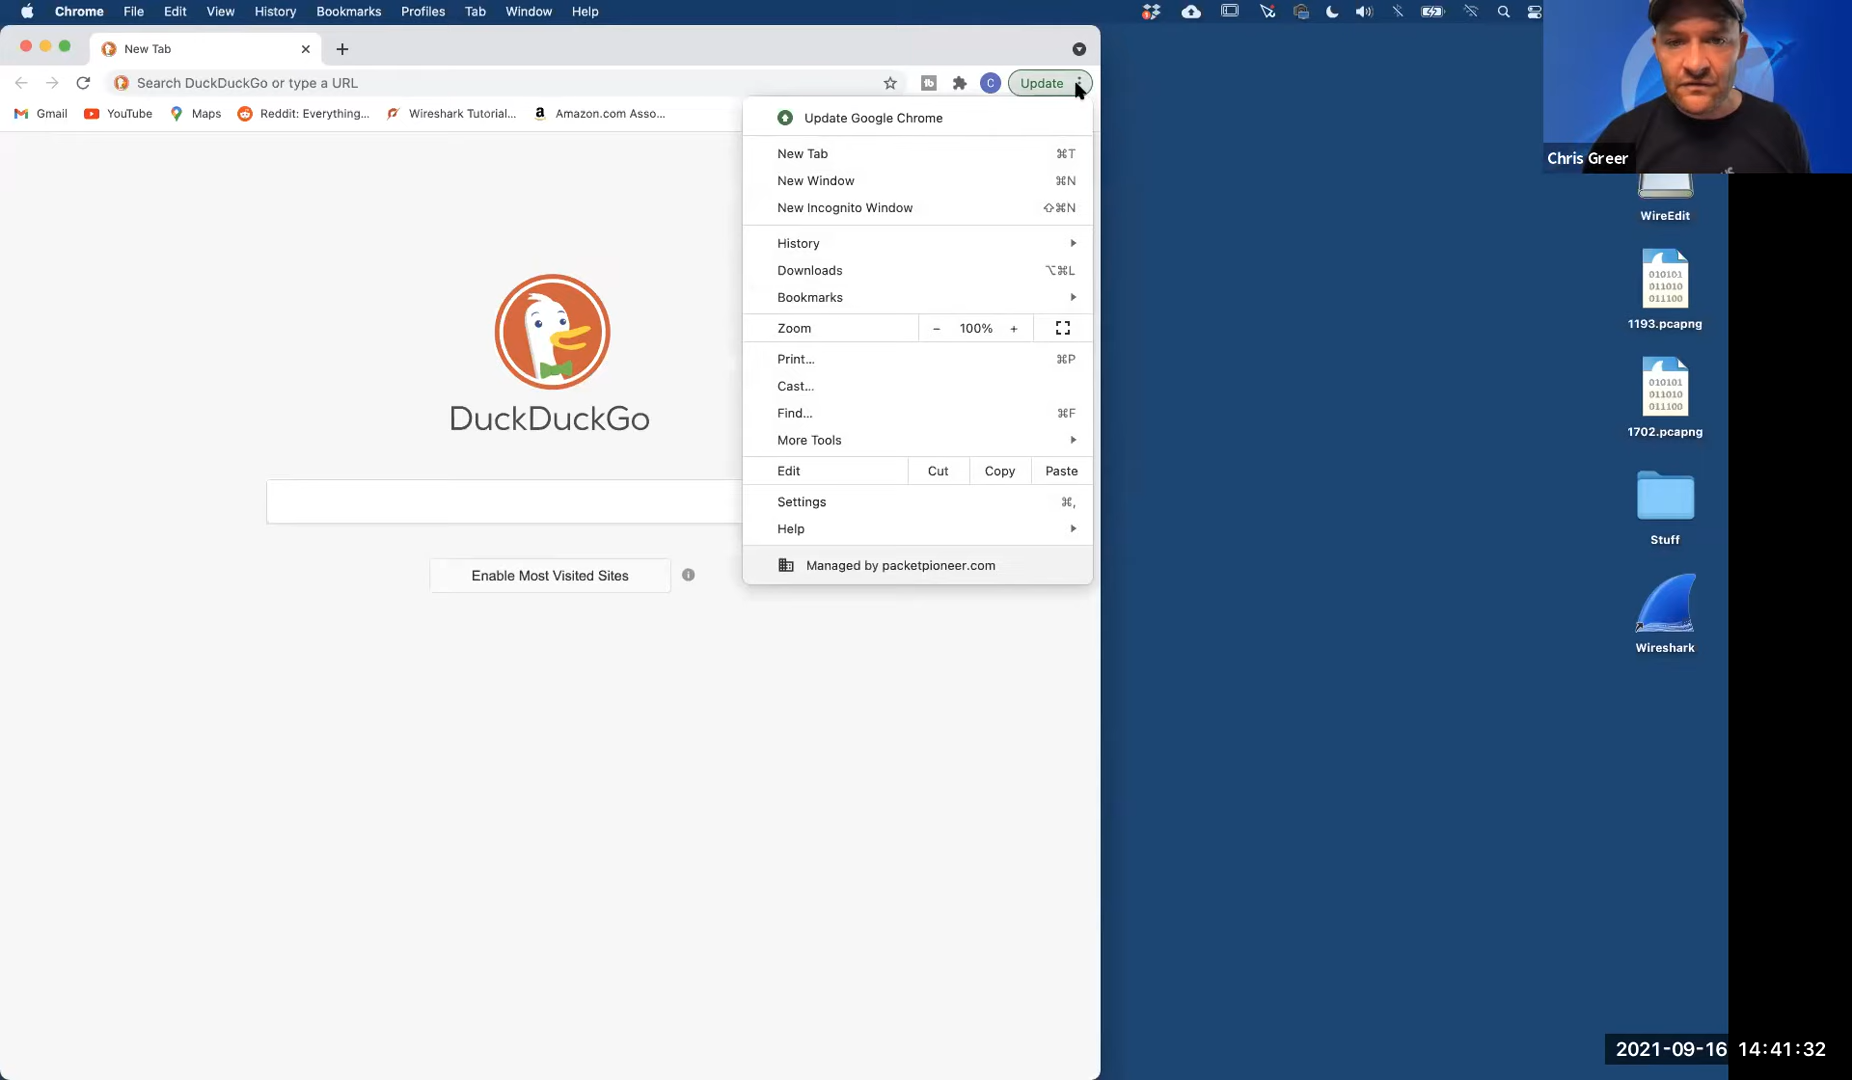 Chrome File Edit View History Bookmarks Profiles Tab Window Help
New Tab
Search DuckDuckGo or type a URL
tb
C
Update
Gmail YouTube Maps Reddit: Everything... Wireshark Tutorial... Amazon.com Asso...
Update Google Chrome
New Tab ⌘T
New Window ⌘N
New Incognito Window ⇧⌘N
History
Downloads ⌥⌘L
Bookmarks
Zoom − 100% +
Print... ⌘P
Cast...
Find... ⌘F
More Tools
Edit Cut Copy Paste
Settings ⌘,
Help
Managed by packetpioneer.com
DuckDuckGo
Enable Most Visited Sites
Chris Greer
WireEdit
010101
011010
011100
1193.pcapng
010101
011010
011100
1702.pcapng
Stuff
Wireshark
2021-09-16 14:41:32